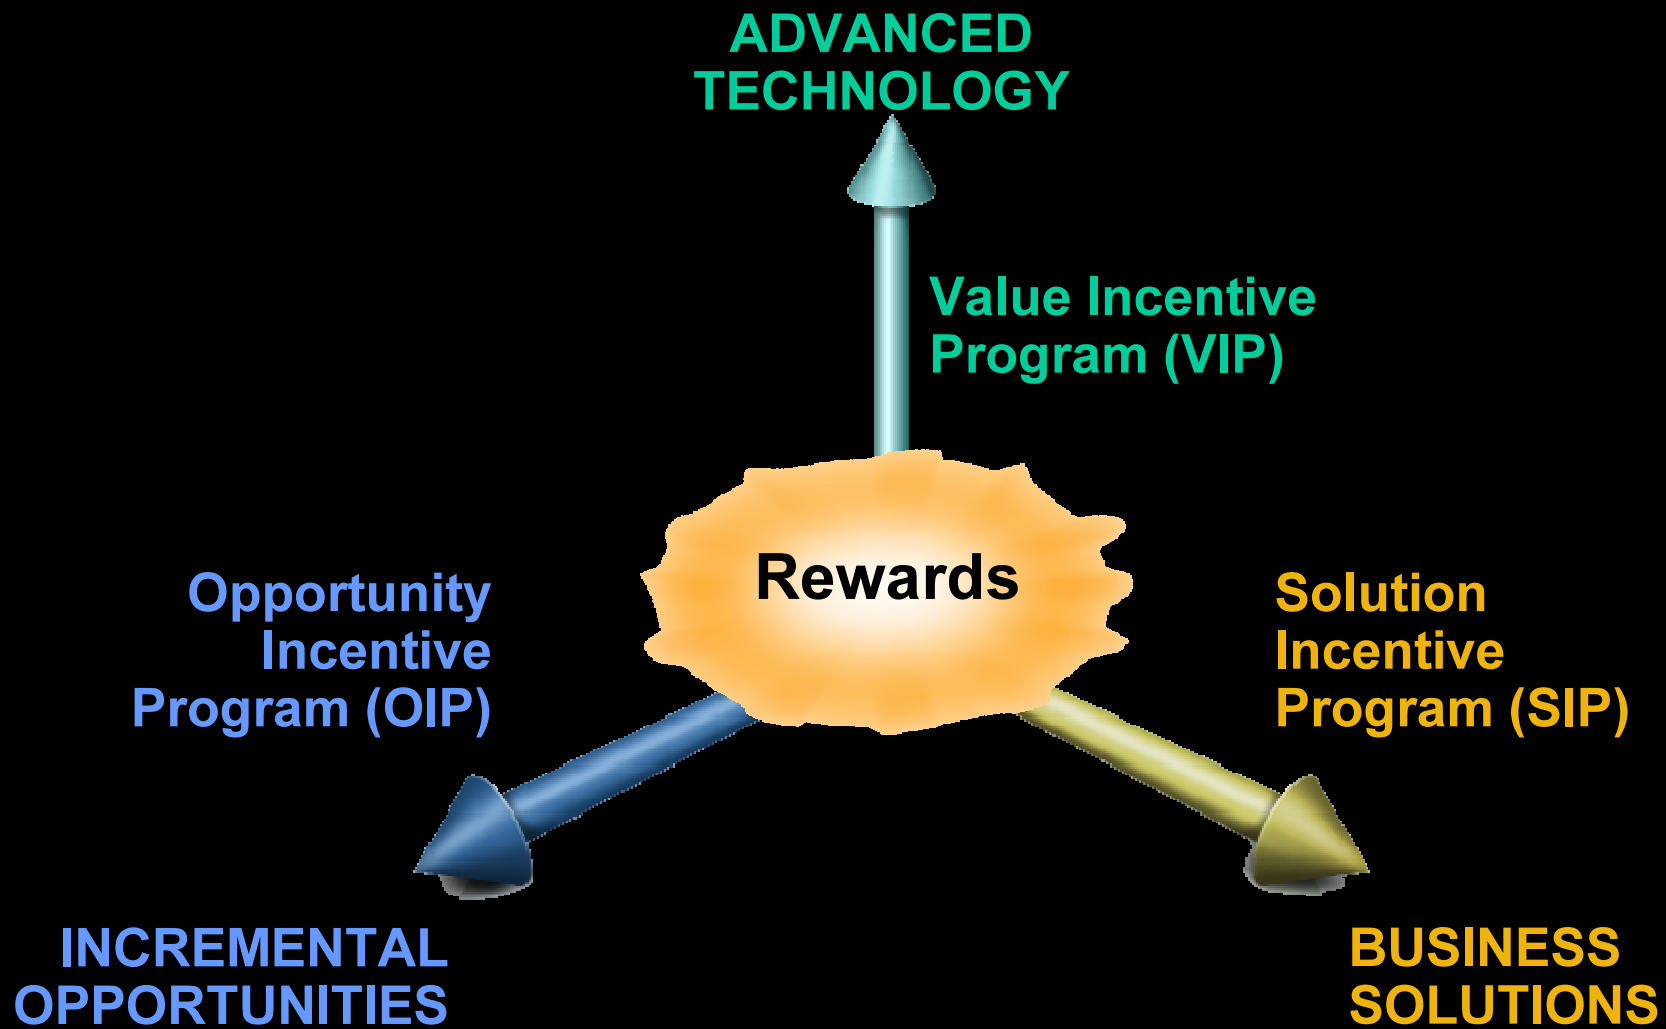 ADVANCED
TECHNOLOGY
Value Incentive
Program (VIP)
Rewards
Opportunity
Incentive
Program (OIP)
Solution
Incentive
Program (SIP)
INCREMENTAL
OPPORTUNITIES
BUSINESS
SOLUTIONS